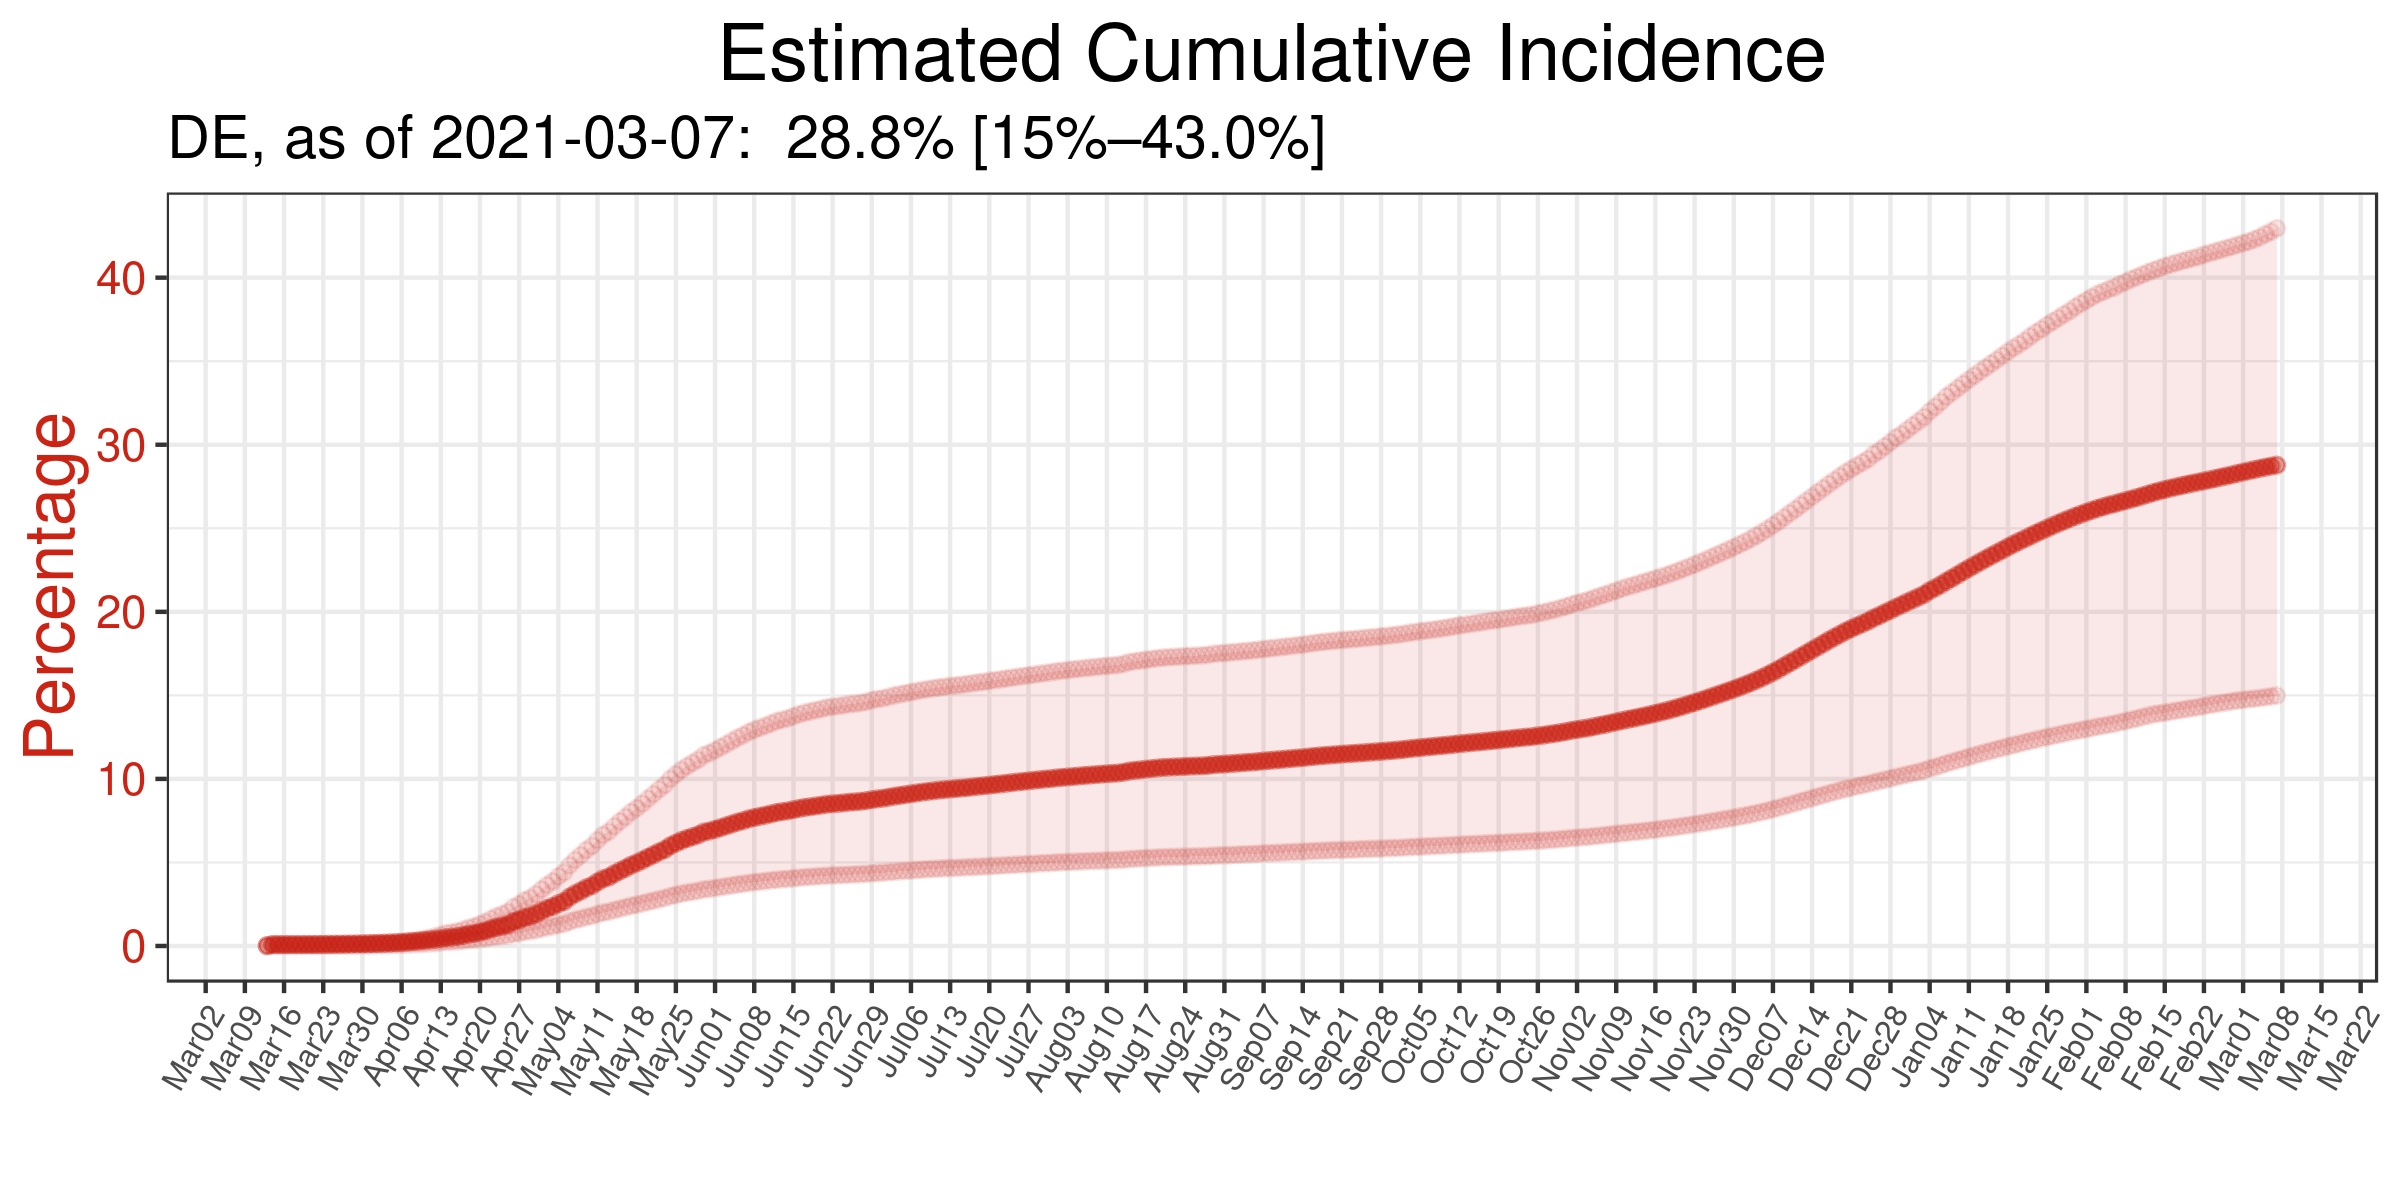 Estimated Cumulative Incidence
DE, as of 2021-03-07:  28.8% [15%–43.0%]
Percentage
40
30
20
10
0
Mar02
Mar09
Mar16
Mar23
Mar30
Apr06
Apr13
Apr20
Apr27
May04
May11
May18
May25
Jun01
Jun08
Jun15
Jun22
Jun29
Jul06
Jul13
Jul20
Jul27
Aug03
Aug10
Aug17
Aug24
Aug31
Sep07
Sep14
Sep21
Sep28
Oct05
Oct12
Oct19
Oct26
Nov02
Nov09
Nov16
Nov23
Nov30
Dec07
Dec14
Dec21
Dec28
Jan04
Jan11
Jan18
Jan25
Feb01
Feb08
Feb15
Feb22
Mar01
Mar08
Mar15
Mar22